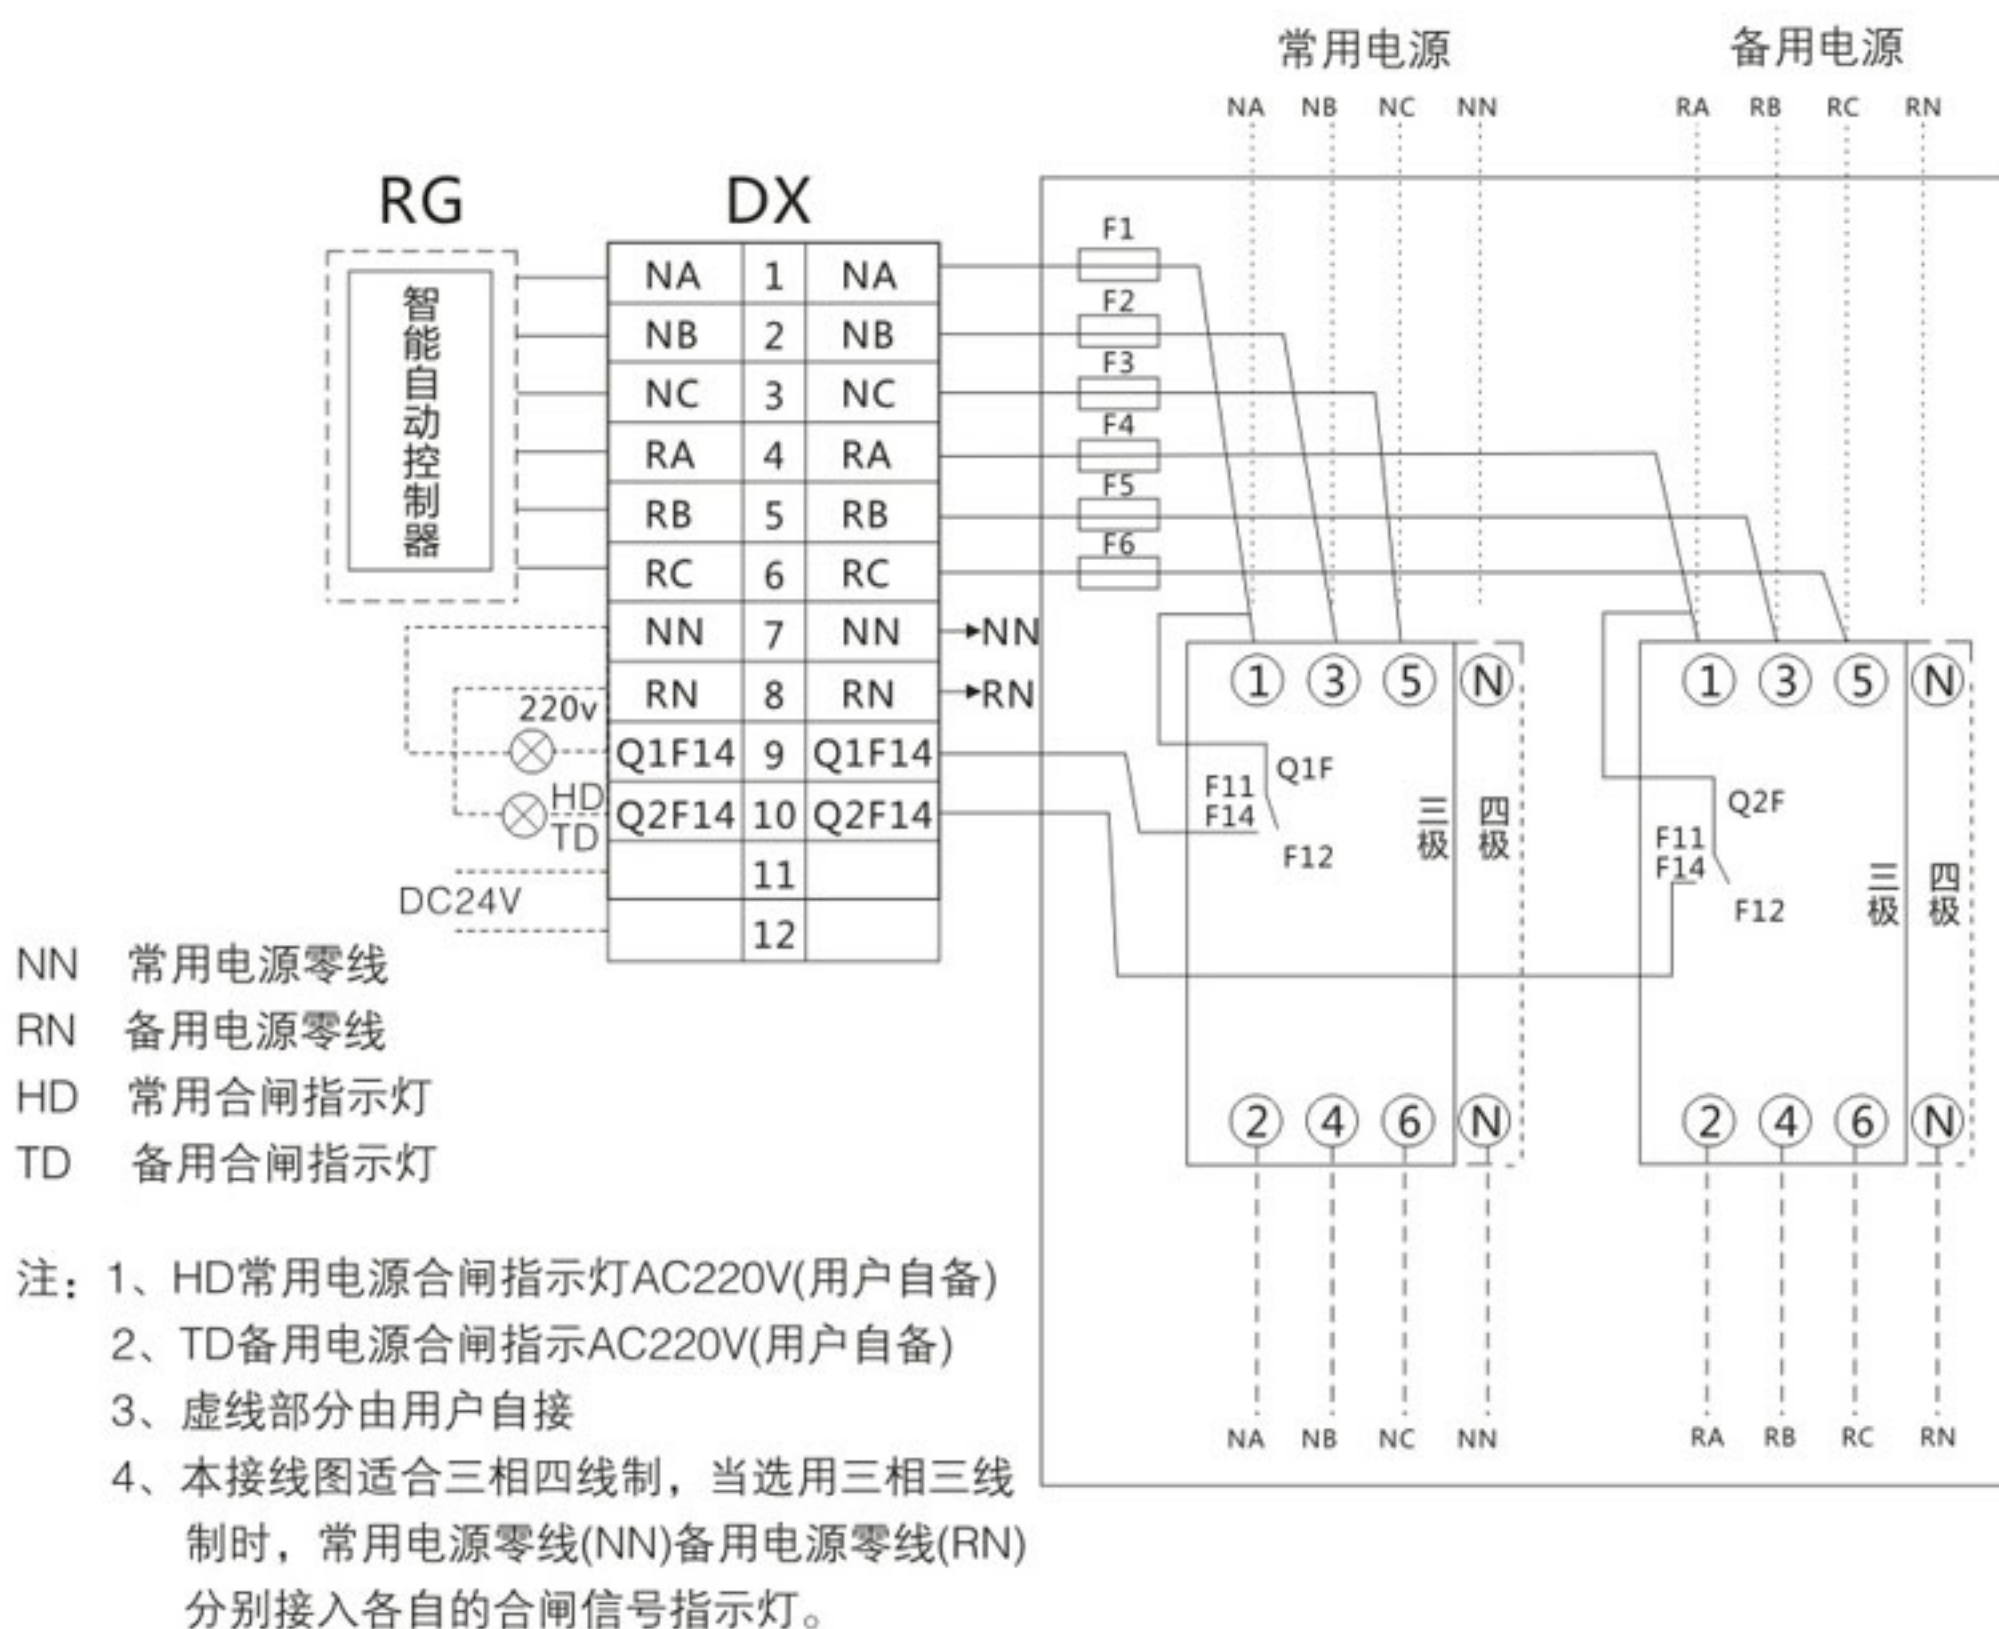 常用电源 备用电源
NA NB NC NN RA RB RC RN
RG DX
智能自动控制器
NA 1 NA
NB 2 NB
NC 3 NC
RA 4 RA
RB 5 RB
RC 6 RC
NN 7 NN NN
RN 8 RN RN
Q1F14 9 Q1F14
Q2F14 10 Q2F14
11
12
220v
HD
TD
DC24V
F1
F2
F3
F4
F5
F6
1 3 5 N
Q1F
F11
F14
F12
三极 四极
2 4 6 N
NA NB NC NN
1 3 5 N
Q2F
F11
F14
F12
三极 四极
2 4 6 N
RA RB RC RN
NN 常用电源零线
RN 备用电源零线
HD 常用合闸指示灯
TD 备用合闸指示灯
注：1、HD常用电源合闸指示灯AC220V(用户自备)
2、TD备用电源合闸指示AC220V(用户自备)
3、虚线部分由用户自接
4、本接线图适合三相四线制，当选用三相三线
制时，常用电源零线(NN)备用电源零线(RN)
分别接入各自的合闸信号指示灯。